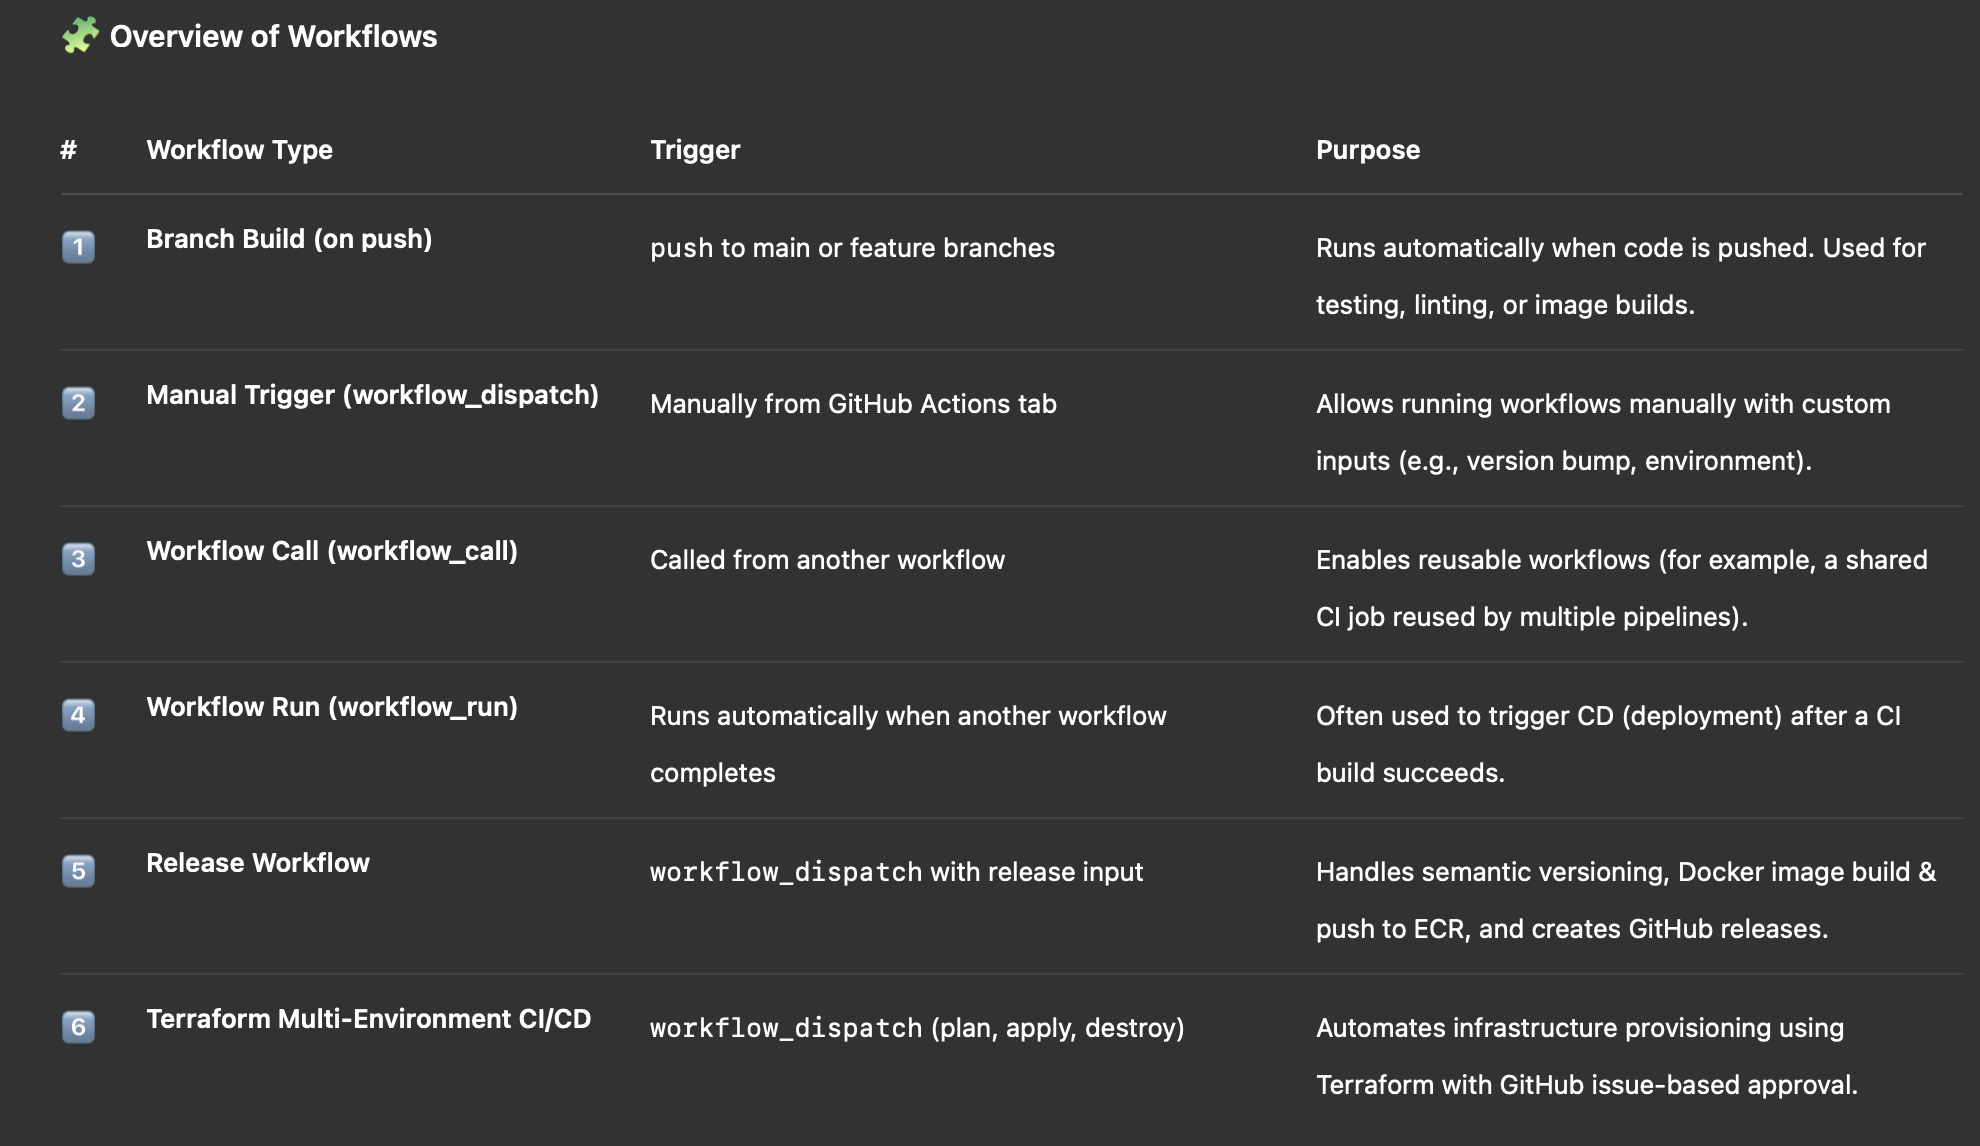 🧩 Overview of Workflows
# Workflow Type Trigger Purpose
1 Branch Build (on push) push to main or feature branches Runs automatically when code is pushed. Used for
testing, linting, or image builds.
2 Manual Trigger (workflow_dispatch) Manually from GitHub Actions tab Allows running workflows manually with custom
inputs (e.g., version bump, environment).
3 Workflow Call (workflow_call) Called from another workflow Enables reusable workflows (for example, a shared
CI job reused by multiple pipelines).
4 Workflow Run (workflow_run) Runs automatically when another workflow Often used to trigger CD (deployment) after a CI
completes build succeeds.
5 Release Workflow workflow_dispatch with release input Handles semantic versioning, Docker image build &
push to ECR, and creates GitHub releases.
6 Terraform Multi-Environment CI/CD workflow_dispatch (plan, apply, destroy) Automates infrastructure provisioning using
Terraform with GitHub issue-based approval.